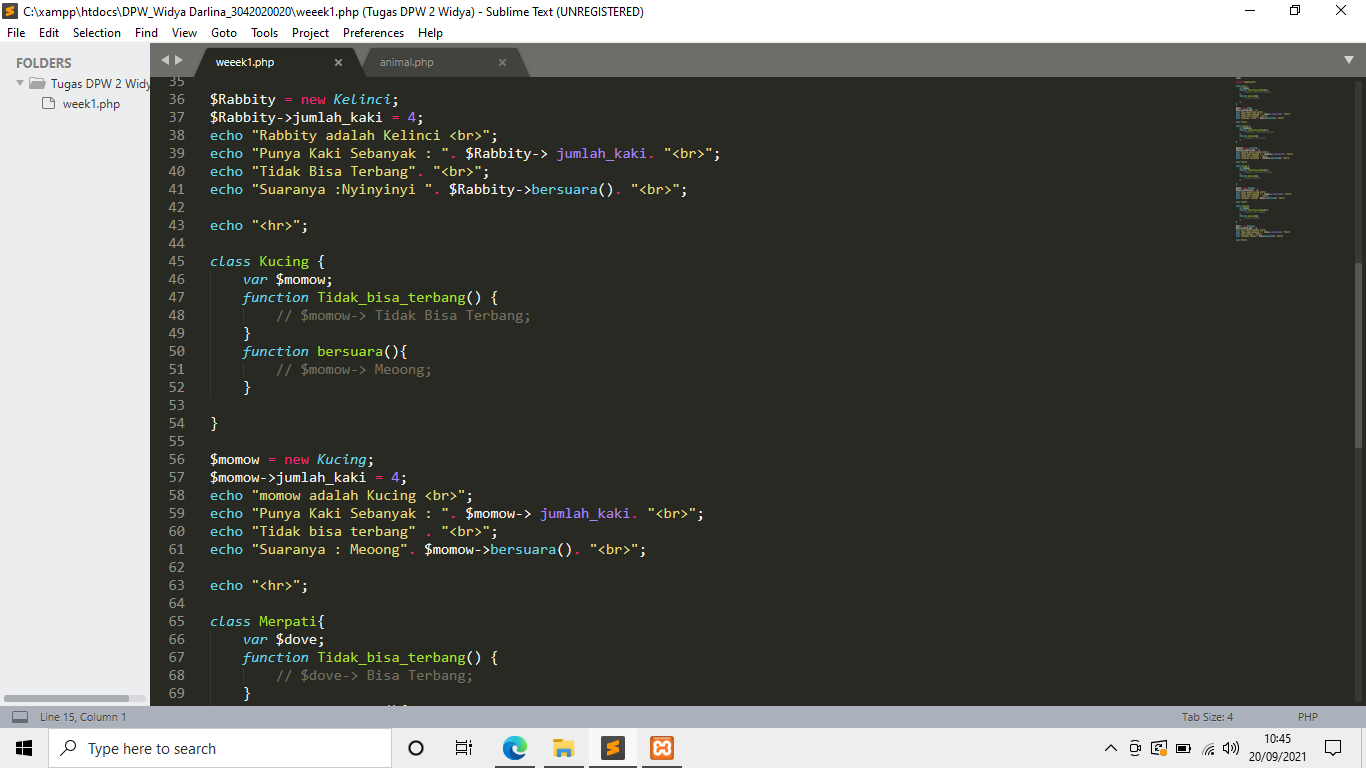 C:\xampp\htdocs\DPW_Widya Darlina_3042020020\weeek1.php (Tugas DPW 2 Widya) - Sublime Text (UNREGISTERED)
File Edit Selection Find View Goto Tools Project Preferences Help
FOLDERS
Tugas DPW 2 Widy
week1.php
weeek1.php
animal.php
35
36 $Rabbity = new Kelinci;
37 $Rabbity->jumlah_kaki = 4;
38 echo "Rabbity adalah Kelinci <br>";
39 echo "Punya Kaki Sebanyak : ". $Rabbity-> jumlah_kaki. "<br>";
40 echo "Tidak Bisa Terbang". "<br>";
41 echo "Suaranya :Nyinyinyi ". $Rabbity->bersuara(). "<br>";
42
43 echo "<hr>";
44
45 class Kucing {
46 var $momow;
47 function Tidak_bisa_terbang() {
48 // $momow-> Tidak Bisa Terbang;
49 }
50 function bersuara(){
51 // $momow-> Meoong;
52 }
53
54 }
55
56 $momow = new Kucing;
57 $momow->jumlah_kaki = 4;
58 echo "momow adalah Kucing <br>";
59 echo "Punya Kaki Sebanyak : ". $momow-> jumlah_kaki. "<br>";
60 echo "Tidak bisa terbang" . "<br>";
61 echo "Suaranya : Meoong". $momow->bersuara(). "<br>";
62
63 echo "<hr>";
64
65 class Merpati{
66 var $dove;
67 function Tidak_bisa_terbang() {
68 // $dove-> Bisa Terbang;
69 }
Line 15, Column 1
Tab Size: 4
PHP
Type here to search
10:45
20/09/2021